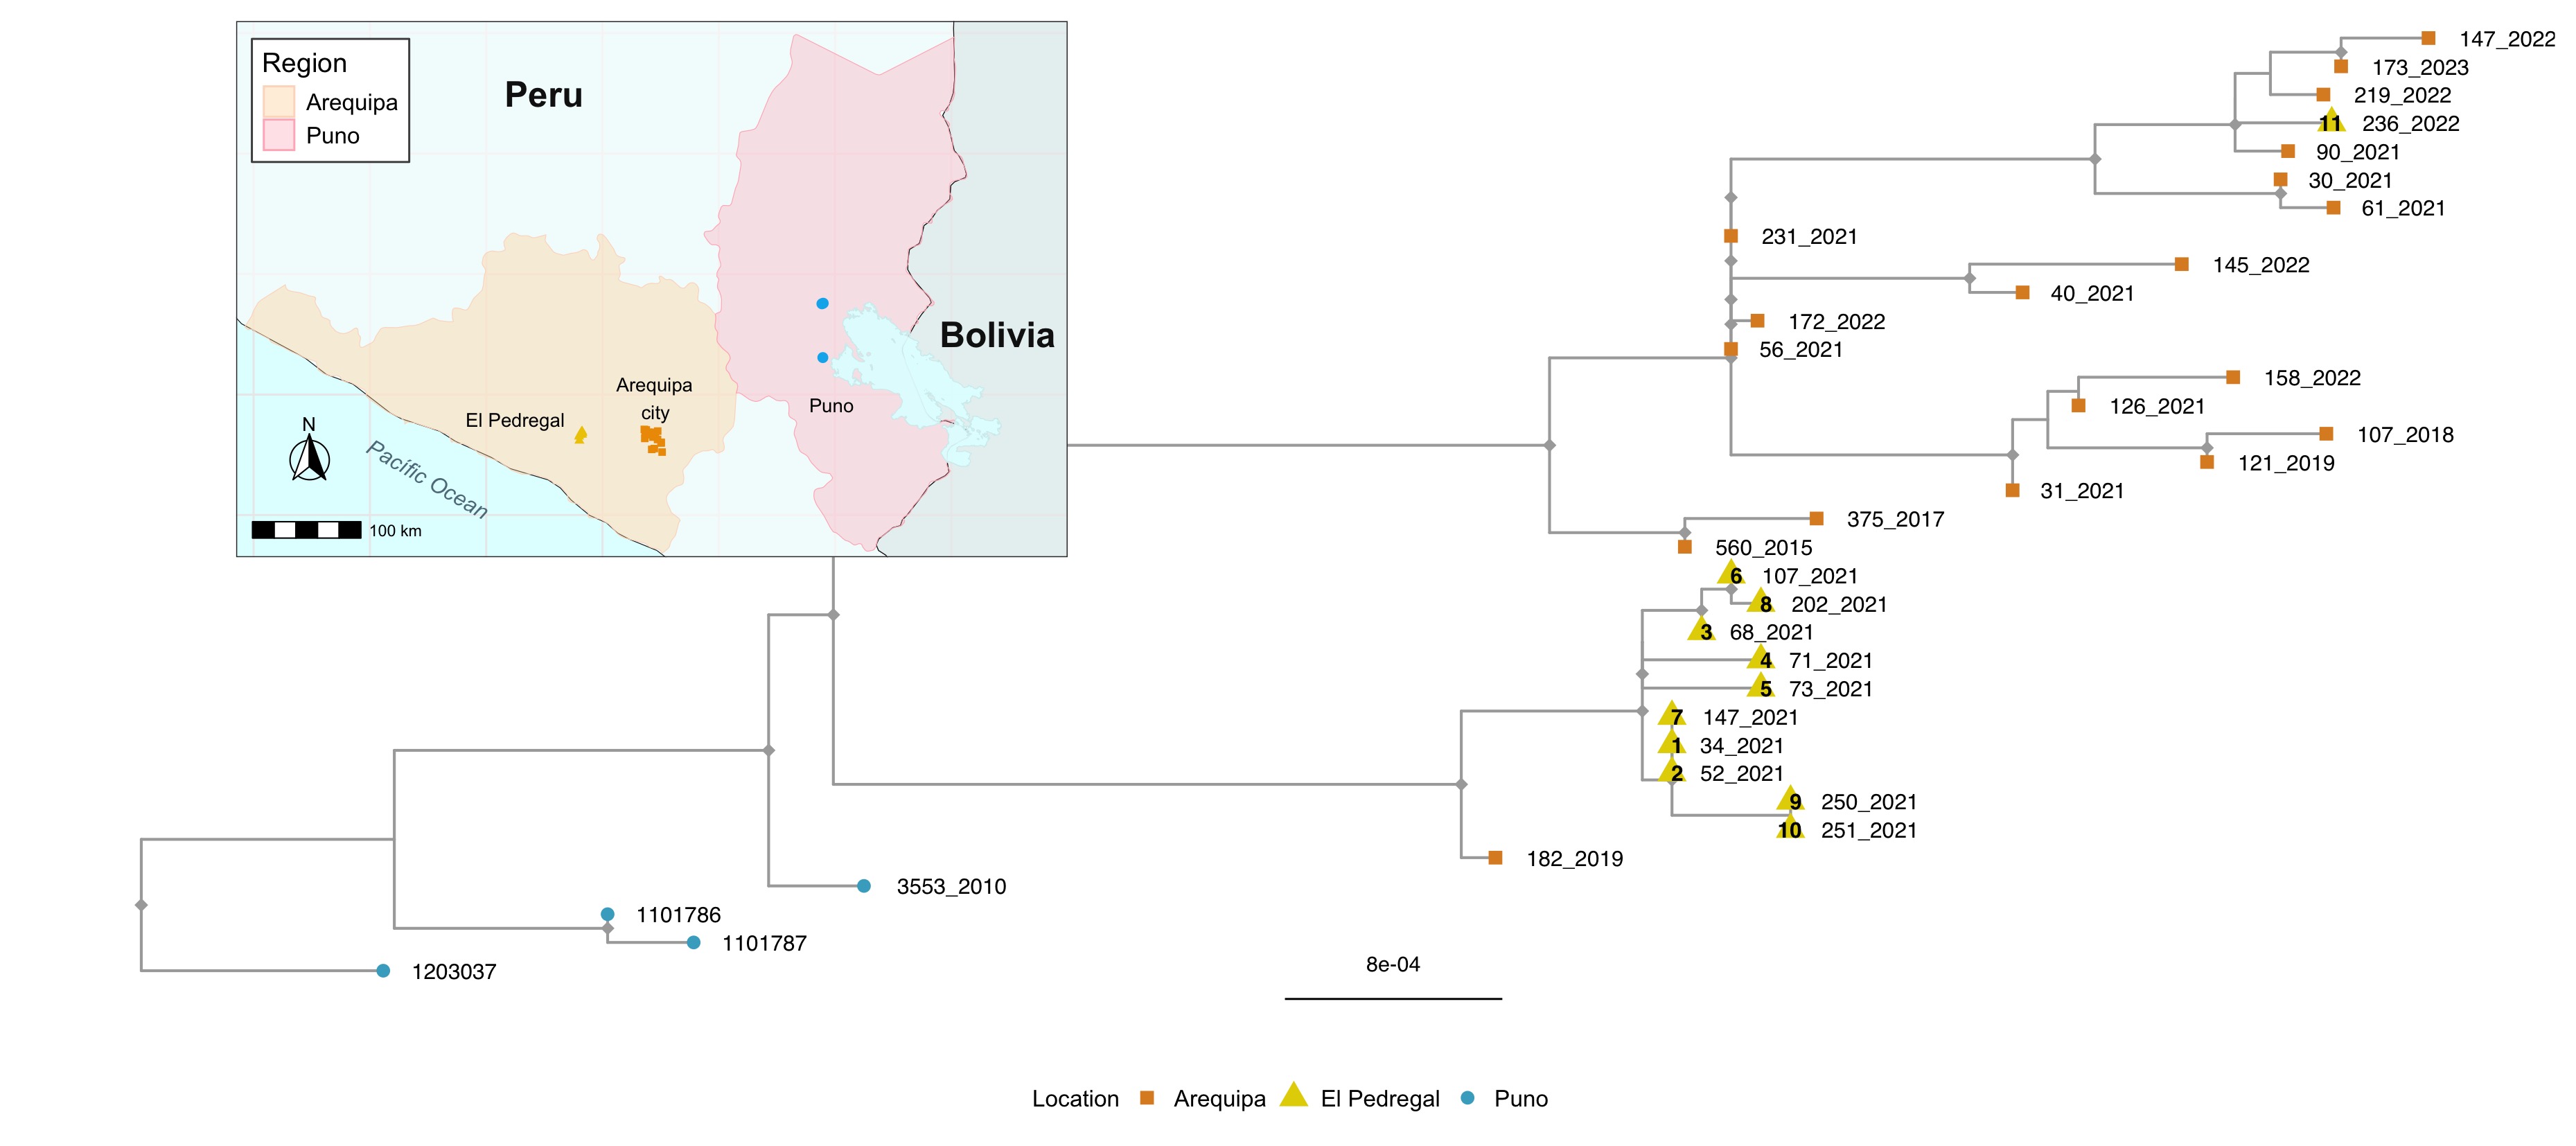 Region
Arequipa
Puno
Peru
Bolivia
Arequipa
city
El Pedregal
Puno
N
Pacífic Ocean
100 km
147_2022
173_2023
219_2022
11 236_2022
90_2021
30_2021
61_2021
231_2021
145_2022
40_2021
172_2022
56_2021
158_2022
126_2021
107_2018
121_2019
31_2021
375_2017
560_2015
6 107_2021
8 202_2021
3 68_2021
4 71_2021
5 73_2021
7 147_2021
1 34_2021
2 52_2021
9 250_2021
10 251_2021
182_2019
3553_2010
1101786
1101787
1203037
8e-04
Location Arequipa El Pedregal Puno